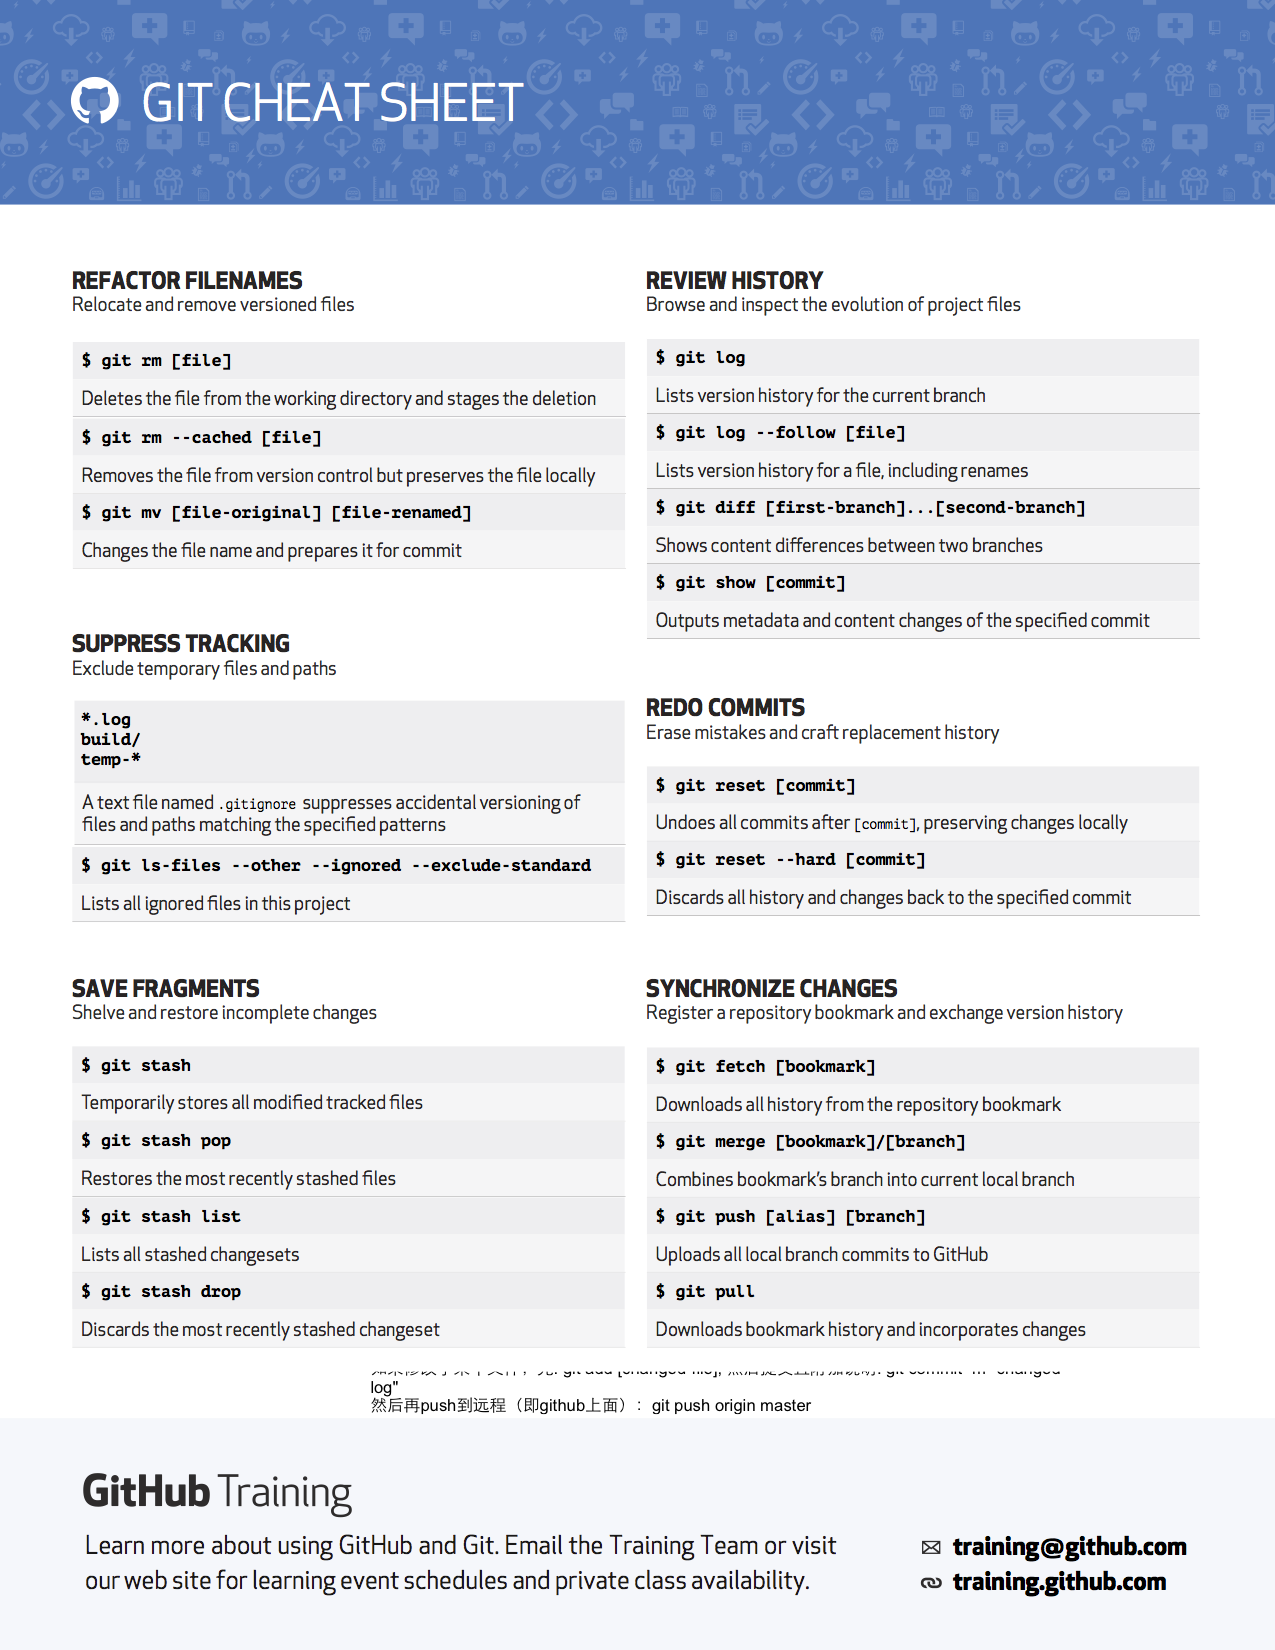 GIT CHEAT SHEET
REFACTOR FILENAMES
Relocate and remove versioned files
$ git rm [file]
Deletes the file from the working directory and stages the deletion
$ git rm --cached [file]
Removes the file from version control but preserves the file locally
$ git mv [file-original] [file-renamed]
Changes the file name and prepares it for commit
SUPPRESS TRACKING
Exclude temporary files and paths
*.log
build/
temp-*
A text file named .gitignore suppresses accidental versioning of
files and paths matching the specified patterns
$ git ls-files --other --ignored --exclude-standard
Lists all ignored files in this project
SAVE FRAGMENTS
Shelve and restore incomplete changes
$ git stash
Temporarily stores all modified tracked files
$ git stash pop
Restores the most recently stashed files
$ git stash list
Lists all stashed changesets
$ git stash drop
Discards the most recently stashed changeset
REVIEW HISTORY
Browse and inspect the evolution of project files
$ git log
Lists version history for the current branch
$ git log --follow [file]
Lists version history for a file, including renames
$ git diff [first-branch]...[second-branch]
Shows content differences between two branches
$ git show [commit]
Outputs metadata and content changes of the specified commit
REDO COMMITS
Erase mistakes and craft replacement history
$ git reset [commit]
Undoes all commits after [commit], preserving changes locally
$ git reset --hard [commit]
Discards all history and changes back to the specified commit
SYNCHRONIZE CHANGES
Register a repository bookmark and exchange version history
$ git fetch [bookmark]
Downloads all history from the repository bookmark
$ git merge [bookmark]/[branch]
Combines bookmark's branch into current local branch
$ git push [alias] [branch]
Uploads all local branch commits to GitHub
$ git pull
Downloads bookmark history and incorporates changes
git add [changed file], git commit -m "changed
log"
然后再push到远程（即github上面）：git push origin master
GitHub Training
Learn more about using GitHub and Git. Email the Training Team or visit
our web site for learning event schedules and private class availability.
training@github.com
training.github.com